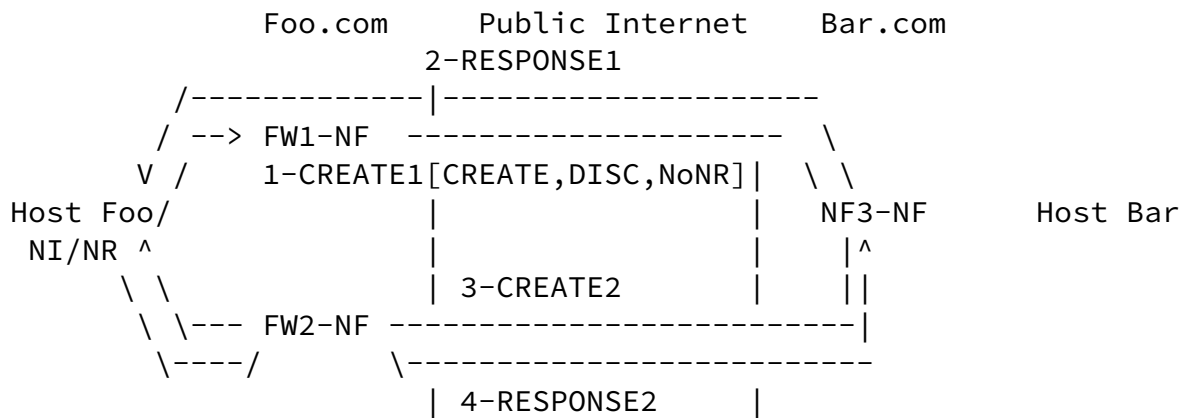 Foo.com Public Internet Bar.com
2-RESPONSE1
/-------------|---------------------
/ --> FW1-NF --------------------- \
V / 1-CREATE1[CREATE,DISC,NoNR]| \ \
Host Foo/ | | NF3-NF Host Bar
NI/NR ^ | | |^
\ \ | 3-CREATE2 | ||
\ \--- FW2-NF --------------------------|
\----/ \--------------------------
| 4-RESPONSE2 |